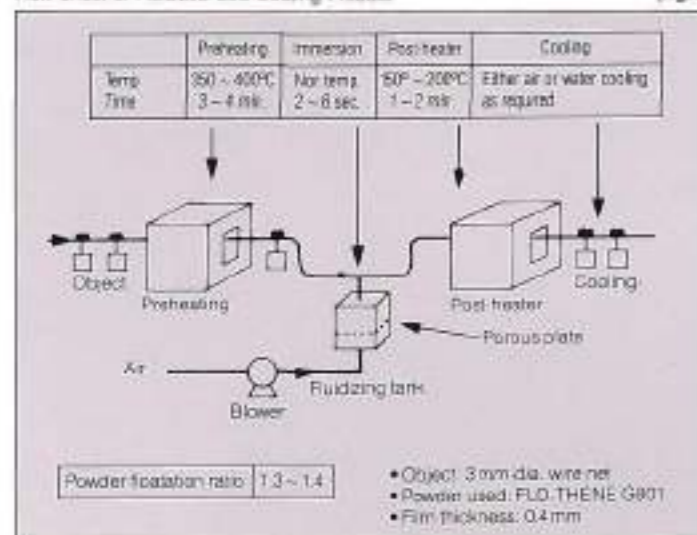 Preheating Immersion Post-heater Cooling
Temp 350 ~ 400°C Nor temp. 150° ~ 200°C Either air or water cooling
Time 3 ~ 4 min 2 ~ 6 sec. 1 ~ 2 min as required
Object
Preheating
Post-heater
Cooling
Porous plate
Air
Fluidizing tank
Blower
Powder floatation ratio 1.3 ~ 1.4
• Object: 3 mm-dia. wire net
• Powder used: FLO-THENE G801
• Film thickness: 0.4 mm